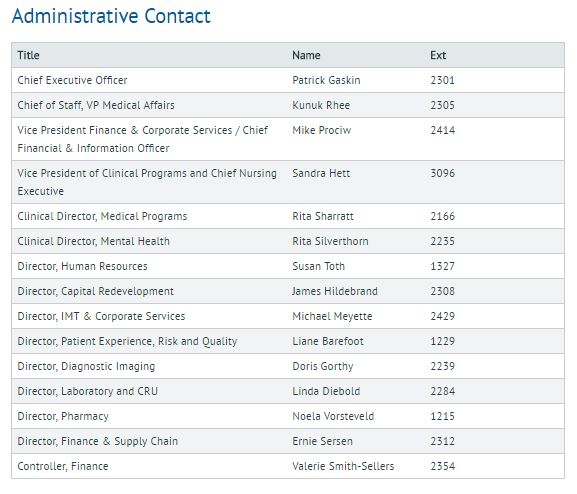 Administrative Contact
Title Name Ext
Chief Executive Officer Patrick Gaskin 2301
Chief of Staff, VP Medical Affairs Kunuk Rhee 2305
Vice President Finance & Corporate Services / Chief Mike Prociw 2414
Financial & Information Officer
Vice President of Clinical Programs and Chief Nursing Sandra Hett 3096
Executive
Clinical Director, Medical Programs Rita Sharratt 2166
Clinical Director, Mental Health Rita Silverthorn 2235
Director, Human Resources Susan Toth 1327
Director, Capital Redevelopment James Hildebrand 2308
Director, IMT & Corporate Services Michael Meyette 2429
Director, Patient Experience, Risk and Quality Liane Barefoot 1229
Director, Diagnostic Imaging Doris Gorthy 2239
Director, Laboratory and CRU Linda Diebold 2284
Director, Pharmacy Noela Vorsteveld 1215
Director, Finance & Supply Chain Ernie Sersen 2312
Controller, Finance Valerie Smith-Sellers 2354